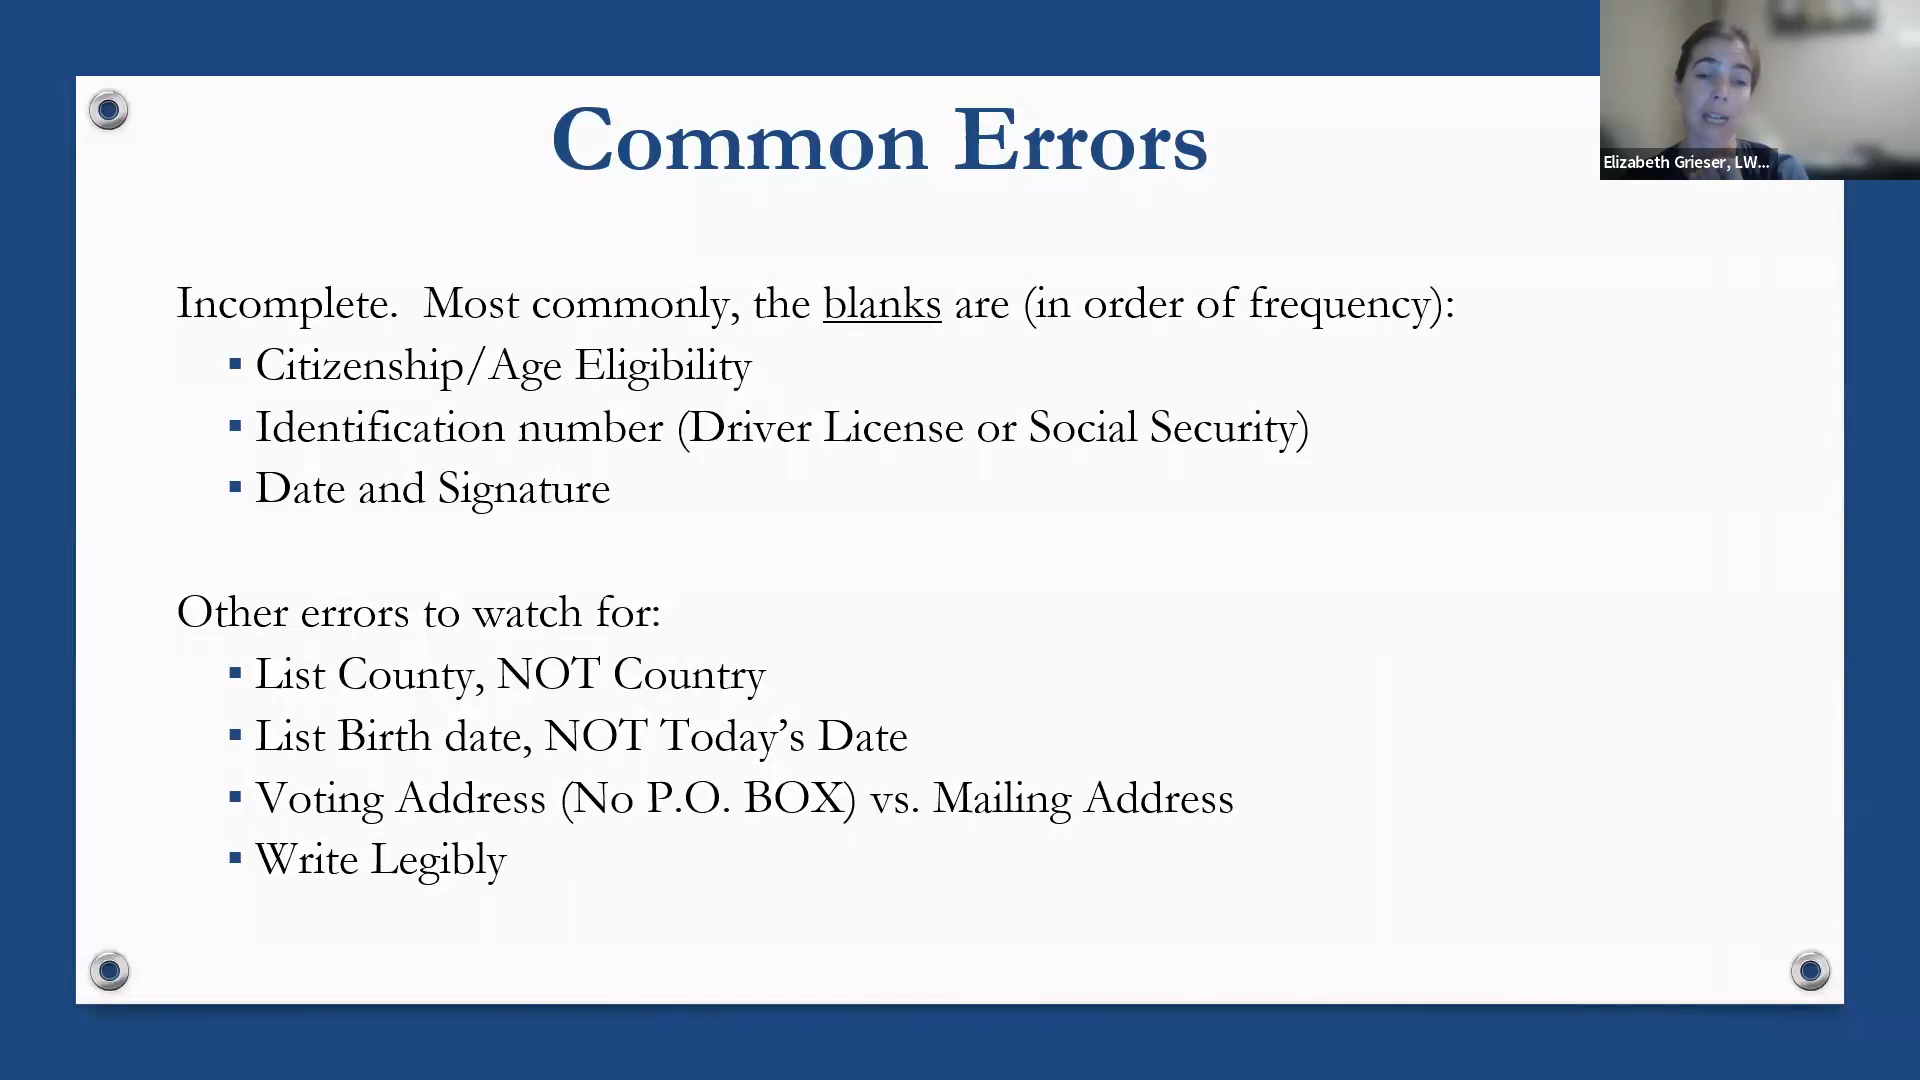 Common Errors
Elizabeth Grieser, LW...
Incomplete. Most commonly, the blanks are (in order of frequency):
▪ Citizenship/Age Eligibility
▪ Identification number (Driver License or Social Security)
▪ Date and Signature
Other errors to watch for:
▪ List County, NOT Country
▪ List Birth date, NOT Today’s Date
▪ Voting Address (No P.O. BOX) vs. Mailing Address
▪ Write Legibly